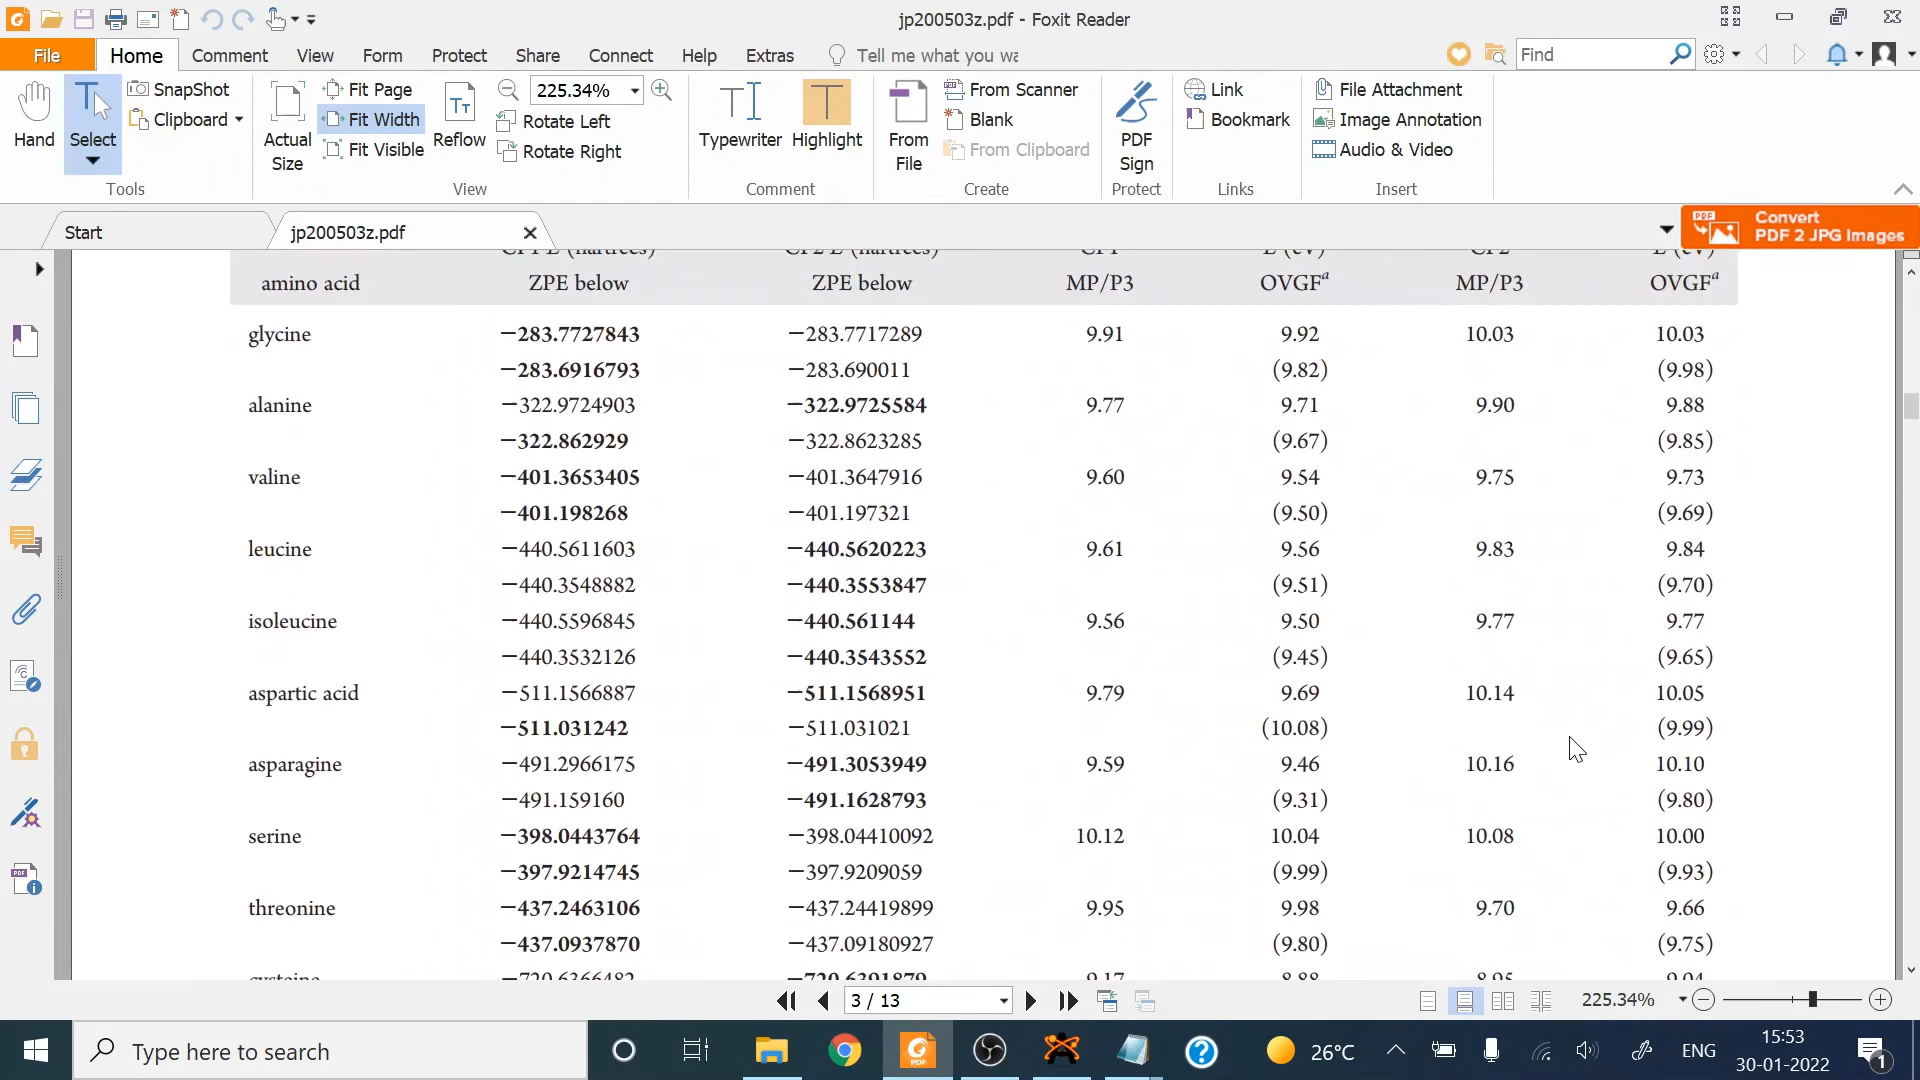 jp200503z.pdf - Foxit Reader
File Home Comment View Form Protect Share Connect Help Extras Tell me what you wa Find
Hand Select SnapShot Clipboard Actual Size Fit Page Fit Width Fit Visible Reflow 225.34% Rotate Left Rotate Right Typewriter Highlight From File From Scanner Blank From Clipboard PDF Sign Link Bookmark File Attachment Image Annotation Audio & Video
Tools View Comment Create Protect Links Insert
Start jp200503z.pdf PDF Convert PDF 2 JPG Images
amino acid ZPE below ZPE below MP/P3 OVGFa MP/P3 OVGFa
glycine −283.7727843 −283.7717289 9.91 9.92 10.03 10.03
−283.6916793 −283.690011 (9.82) (9.98)
alanine −322.9724903 −322.9725584 9.77 9.71 9.90 9.88
−322.862929 −322.8623285 (9.67) (9.85)
valine −401.3653405 −401.3647916 9.60 9.54 9.75 9.73
−401.198268 −401.197321 (9.50) (9.69)
leucine −440.5611603 −440.5620223 9.61 9.56 9.83 9.84
−440.3548882 −440.3553847 (9.51) (9.70)
isoleucine −440.5596845 −440.561144 9.56 9.50 9.77 9.77
−440.3532126 −440.3543552 (9.45) (9.65)
aspartic acid −511.1566887 −511.1568951 9.79 9.69 10.14 10.05
−511.031242 −511.031021 (10.08) (9.99)
asparagine −491.2966175 −491.3053949 9.59 9.46 10.16 10.10
−491.159160 −491.1628793 (9.31) (9.80)
serine −398.0443764 −398.04410092 10.12 10.04 10.08 10.00
−397.9214745 −397.9209059 (9.99) (9.93)
threonine −437.2463106 −437.24419899 9.95 9.98 9.70 9.66
−437.0937870 −437.09180927 (9.80) (9.75)
3 / 13 225.34%
Type here to search 26°C ENG 15:53
30-01-2022 1